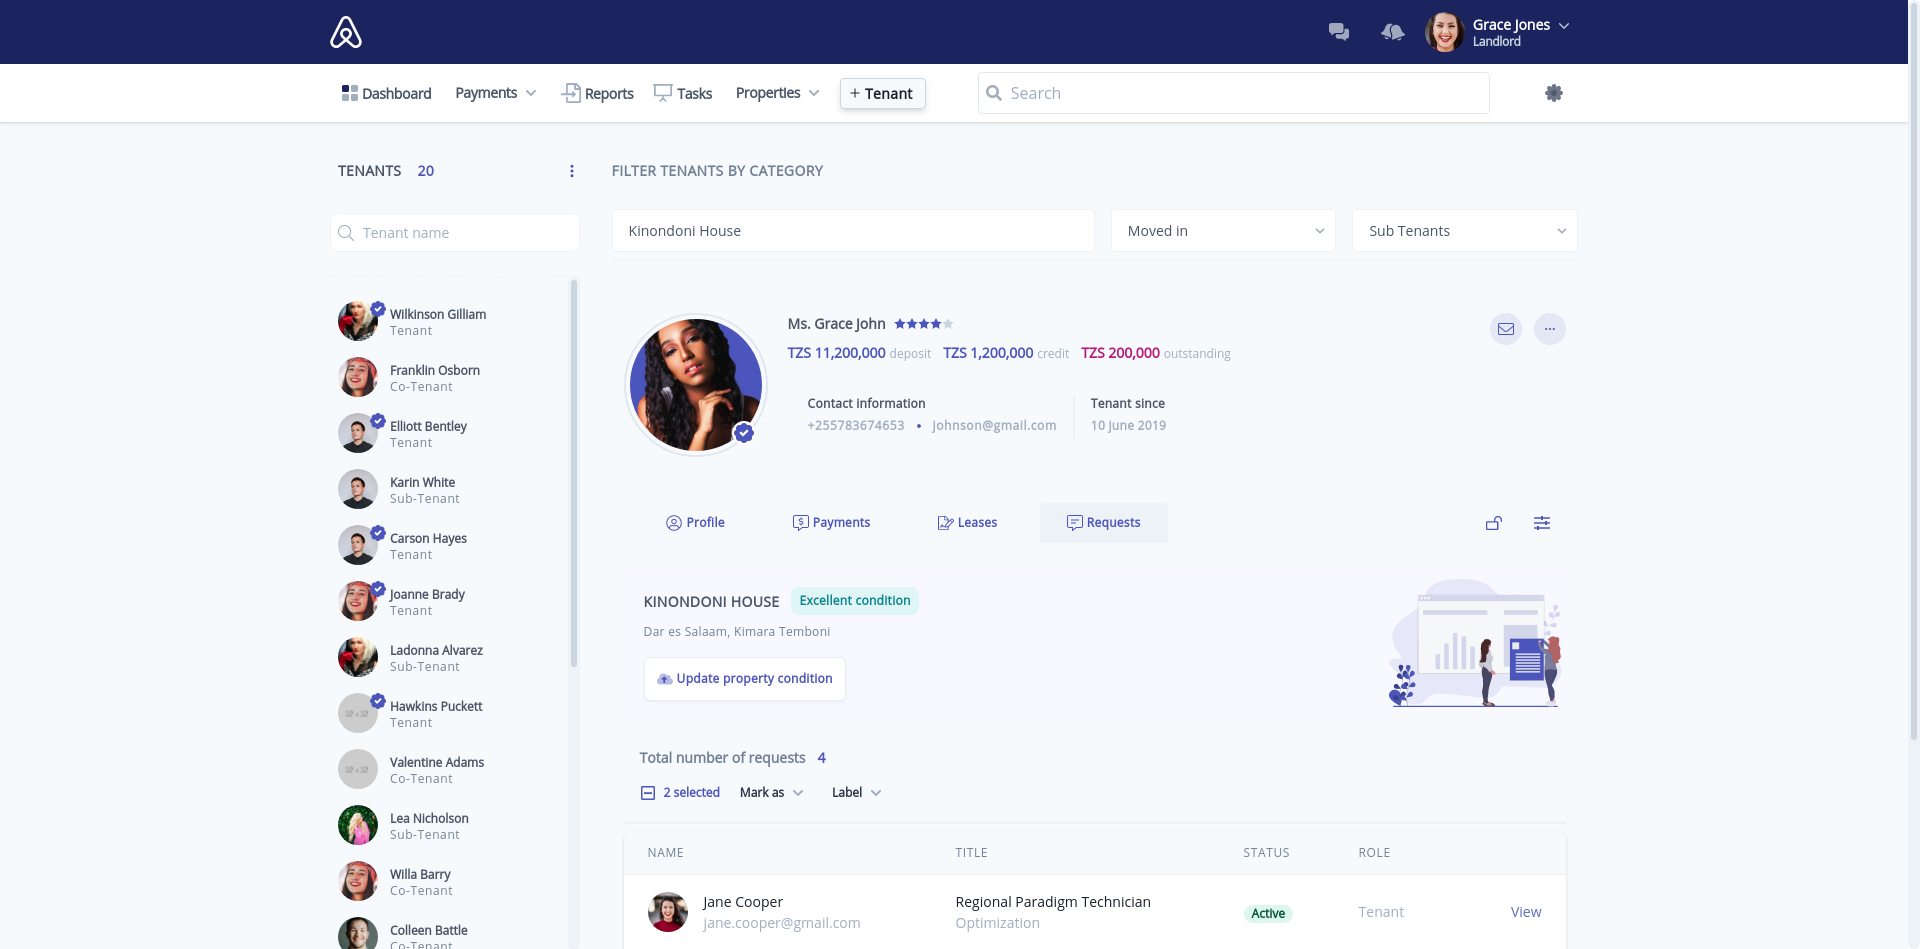 Grace Jones
Landlord
Dashboard Payments Reports Tasks Properties + Tenant Search
TENANTS 20
FILTER TENANTS BY CATEGORY
Tenant name
Kinondoni House Moved in Sub Tenants
Wilkinson Gilliam
Tenant
Franklin Osborn
Co-Tenant
Elliott Bentley
Tenant
Karin White
Sub-Tenant
Carson Hayes
Tenant
Joanne Brady
Tenant
Ladonna Alvarez
Sub-Tenant
Hawkins Puckett
Tenant
Valentine Adams
Co-Tenant
Lea Nicholson
Sub-Tenant
Willa Barry
Co-Tenant
Colleen Battle
Co-Tenant
Ms. Grace John
TZS 11,200,000 deposit TZS 1,200,000 credit TZS 200,000 outstanding
Contact information Tenant since
+255783674653 • johnson@gmail.com 10 june 2019
Profile Payments Leases Requests
KINONDONI HOUSE Excellent condition
Dar es Salaam, Kimara Temboni
Update property condition
Total number of requests 4
2 selected Mark as Label
NAME TITLE STATUS ROLE
Jane Cooper Regional Paradigm Technician
jane.cooper@gmail.com Optimization
Active Tenant View